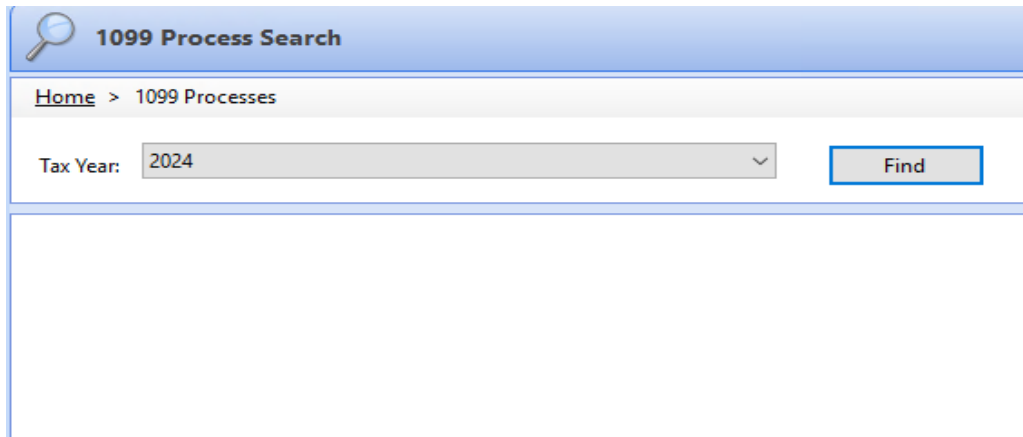 1099 Process Search
Home > 1099 Processes
Tax Year: 2024 Find